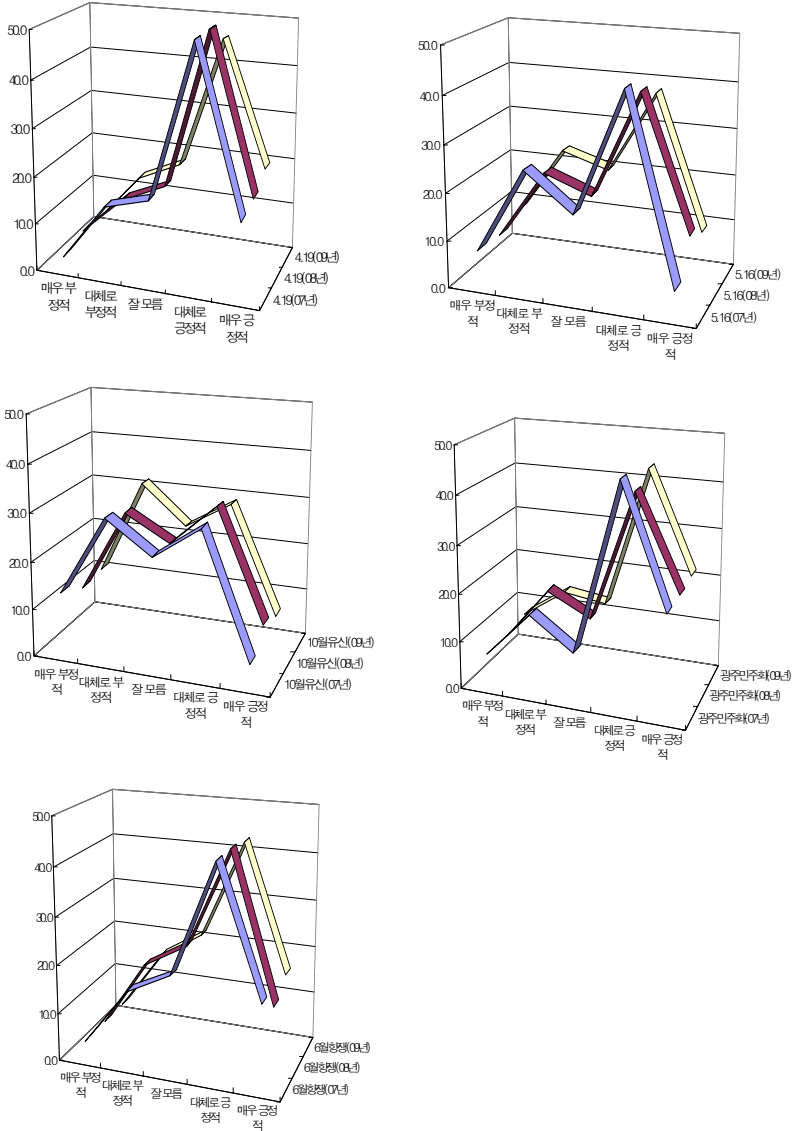 50.0
40.0
30.0
20.0
10.0
0.0
매우 부
정적
대체로
부정적
잘 모름
대체로
긍정적
매우 긍
정적
4.19(09년)
4.19(08년)
4.19(07년)
50.0
40.0
30.0
20.0
10.0
0.0
매우 부정
적
대체로 부
정적
잘 모름
대체로 긍
정적
매우 긍정
적
5.16(09년)
5.16(08년)
5.16(07년)
50.0
40.0
30.0
20.0
10.0
0.0
매우 부정
적
대체로 부
정적
잘 모름
대체로 긍
정적
매우 긍정
적
10월유신(09년)
10월유신(08년)
10월유신(07년)
50.0
40.0
30.0
20.0
10.0
0.0
매우 부정
적
대체로 부
정적
잘 모름
대체로 긍
정적
매우 긍정
적
광주민주화(09년)
광주민주화(08년)
광주민주화(07년)
50.0
40.0
30.0
20.0
10.0
0.0
매우 부정
적
대체로 부
정적
잘 모름
대체로 긍
정적
매우 긍정
적
6월항쟁(09년)
6월항쟁(08년)
6월항쟁(07년)